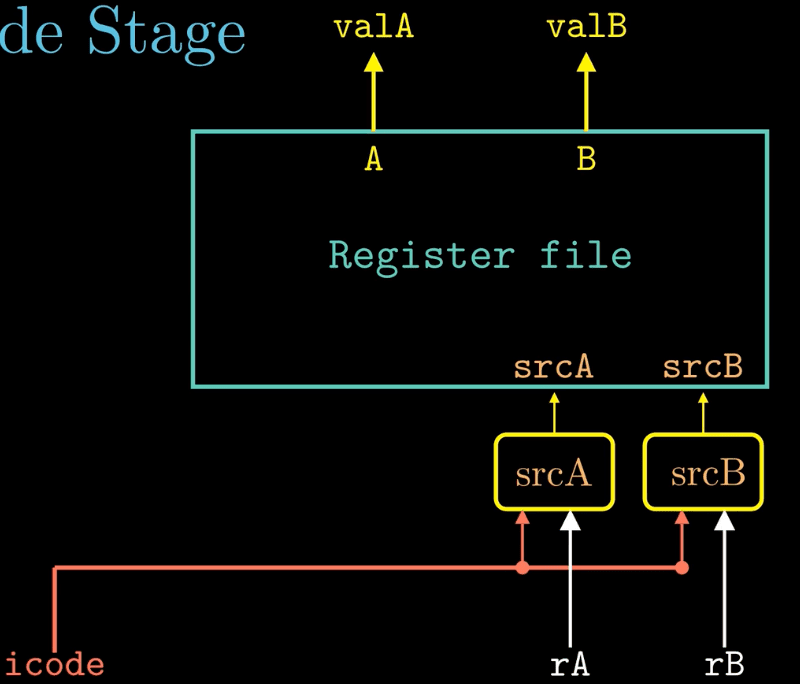 de Stage
valA valB
A B
Register file
srcA srcB
srcA srcB
icode rA rB